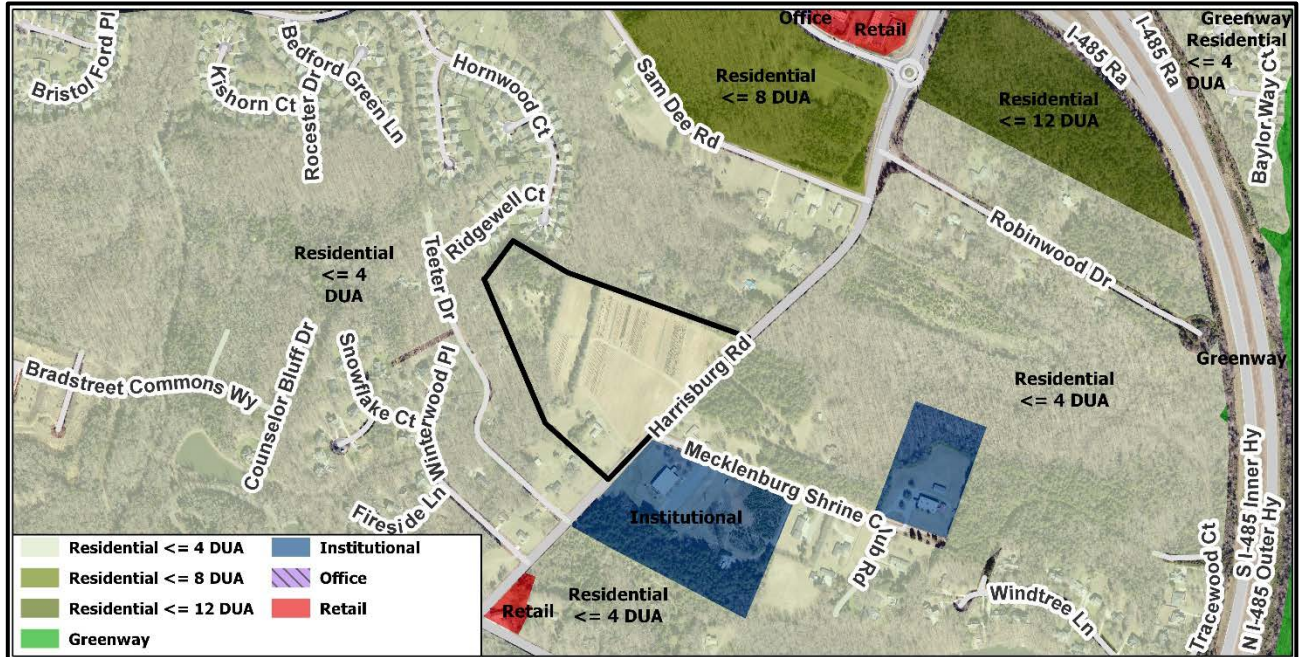 Bristol Ford Pl
Kishorn Ct
Rocester Dr
Bedford Green Ln
Hornwood Ct
Ridgewell Ct
Sam Dee Rd
Residential
<= 8 DUA
Office
Retail
Residential
<= 12 DUA
I-485 Ra
I-485 Ra
Greenway
Residential
<= 4
DUA
Baylor Way Ct
Robinwood Dr
Greenway
Residential
<= 4
DUA
Teeter Dr
Counselor Bluff Dr
Bradstreet Commons Wy
Snowflake Ct
Winterwood Pl
Fireside Ln
Harrisburg Rd
Residential
<= 4 DUA
Mecklenburg Shrine Club Rd
Institutional
Retail
Residential
<= 4 DUA
Windtree Ln
Tracewood Ct
S I-485 Inner Hy
N I-485 Outer Hy
Residential <= 4 DUA
Residential <= 8 DUA
Residential <= 12 DUA
Greenway
Institutional
Office
Retail